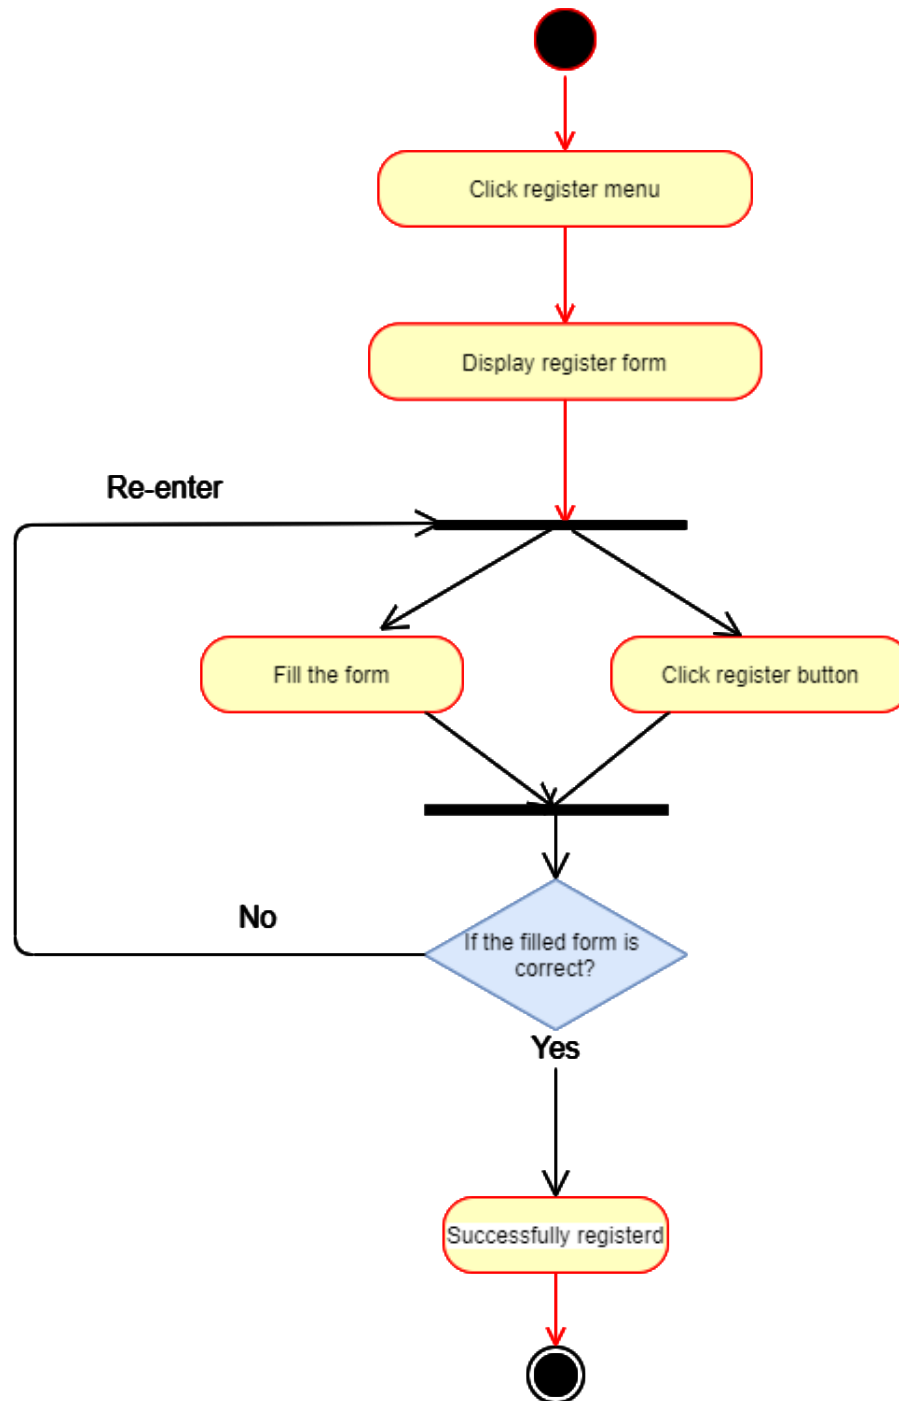 Click register menu
Display register form
Re-enter
Fill the form
Click register button
No
If the filled form is
correct?
Yes
Successfully registerd